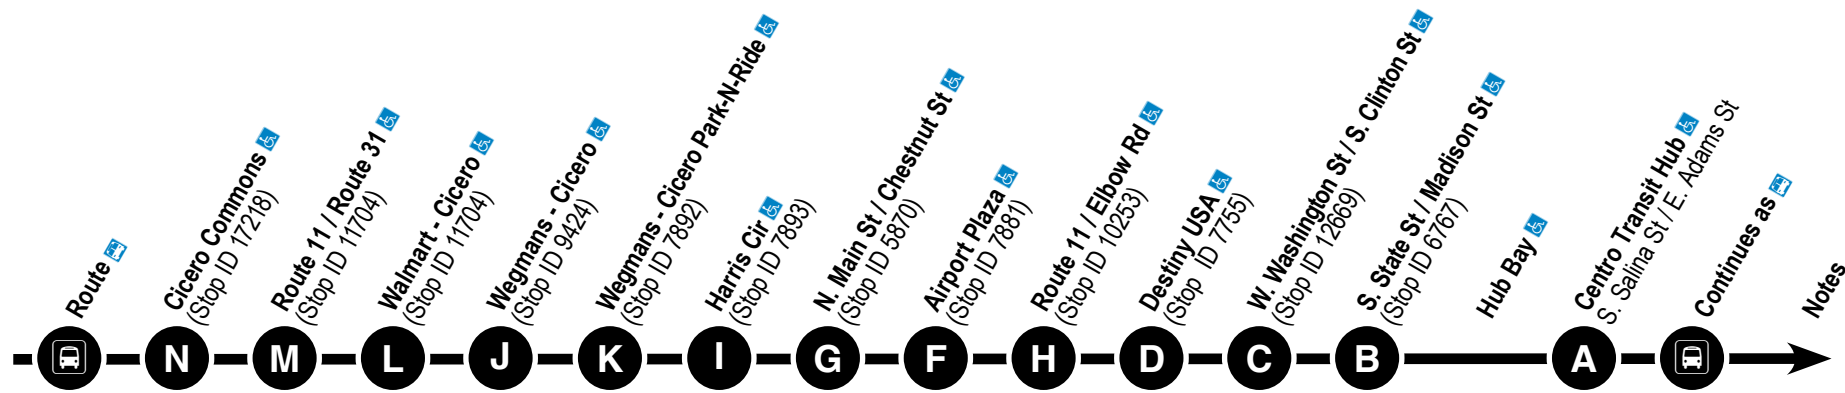 Route
Cicero Commons
(Stop ID 17218)
Route 11 / Route 31
(Stop ID 11704)
Walmart - Cicero
(Stop ID 11704)
Wegmans - Cicero
(Stop ID 9424)
Wegmans - Cicero Park-N-Ride
(Stop ID 7892)
Harris Cir
(Stop ID 7893)
N. Main St / Chestnut St
(Stop ID 5870)
Airport Plaza
(Stop ID 7881)
Route 11 / Elbow Rd
(Stop ID 10253)
Destiny USA
(Stop ID 7755)
W. Washington St / S. Clinton St
(Stop ID 12669)
S. State St / Madison St
(Stop ID 6767)
Hub Bay
Centro Transit Hub
S. Salina St / E. Adams St
Continues as
Notes
N M L J K I G F H D C B A